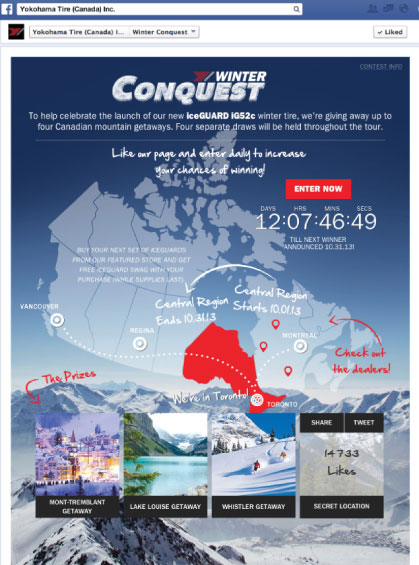 Yokohama Tire (Canada) Inc.
Yokohama Tire (Canada) I...
Winter Conquest
Liked
CONTEST INFO
WINTER
CONQUEST
To help celebrate the launch of our new iceGUARD iG52c winter tire, we're giving away up to
four Canadian mountain getaways. Four separate draws will be held throughout the tour.
Like our page and enter daily to increase
your chances of winning!
ENTER NOW
DAYS HRS MINS SECS
12:07:46:49
TILL NEXT WINNER
ANNOUNCED 10.31.13!
BUY YOUR NEXT SET OF ICEGUARDS
FROM OUR FEATURED STORE AND GET
FREE ICEGUARD SWAG WITH YOUR
PURCHASE (WHILE SUPPLIES LAST)
Central Region
Ends 10.31.13
Central Region
Starts 10.01.13
VANCOUVER
REGINA
MONTREAL
Check out
the dealers!
The Prizes
We're in Toronto!
TORONTO
SHARE
TWEET
14733
Likes
MONT-TREMBLANT
GETAWAY
LAKE LOUISE GETAWAY
WHISTLER GETAWAY
SECRET LOCATION